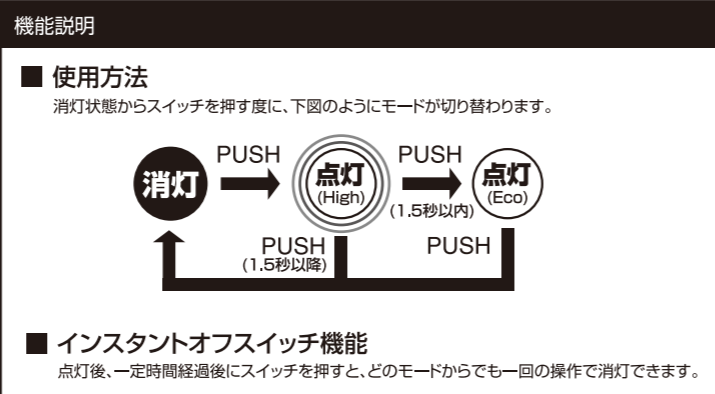 機能説明
■ 使用方法
消灯状態からスイッチを押す度に、下図のようにモードが切り替わります。
消灯
PUSH
点灯
(High)
PUSH
(1.5秒以内)
点灯
(Eco)
PUSH
(1.5秒以降)
PUSH
■ インスタントオフスイッチ機能
点灯後、一定時間経過後にスイッチを押すと、どのモードからでも一回の操作で消灯できます。